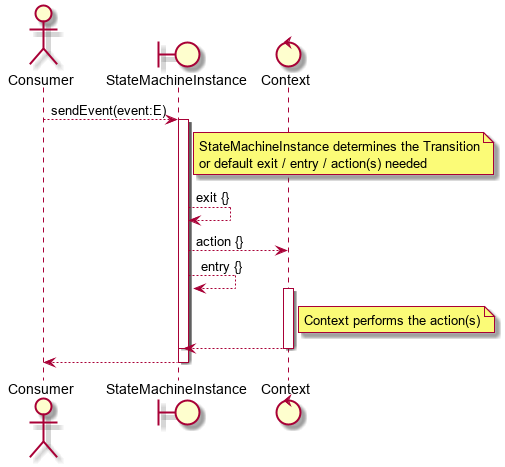 Consumer
StateMachineInstance
Context
sendEvent(event:E)
StateMachineInstance determines the Transition
or default exit / entry / action(s) needed
exit {}
action {}
entry {}
Context performs the action(s)
Consumer
StateMachineInstance
Context